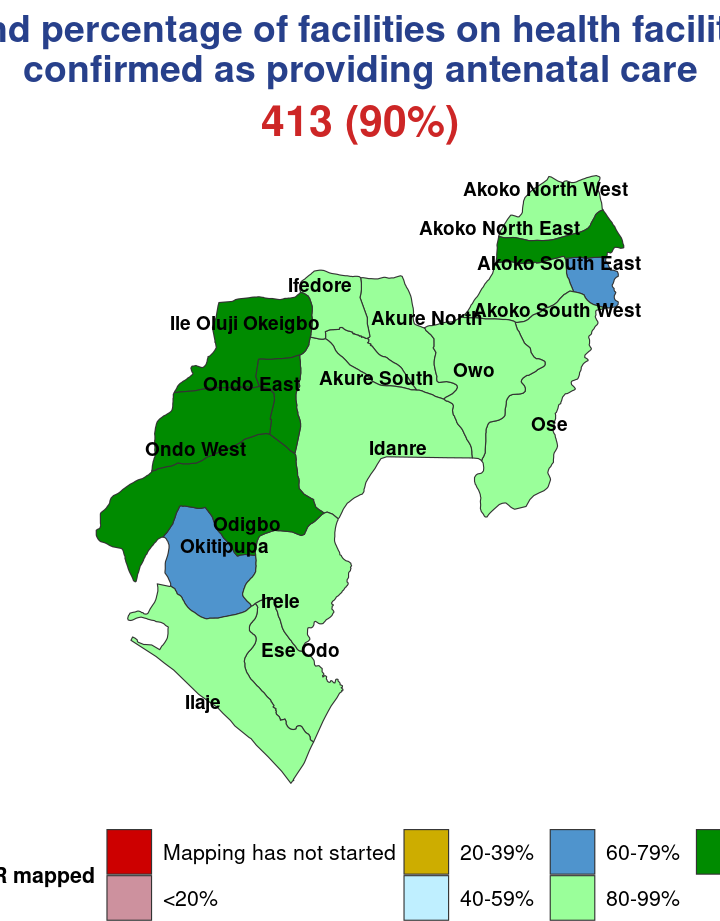 percentage of facilities on health
confirmed as providing antenatal care
413 (90%)
Akoko North West
Akoko North East
Akoko South East
Ifedore
Akoko South West
Akure North
Ile Oluji Okeigbo
Owo
Akure South
Ondo East
Ose
Idanre
Ondo West
Odigbo
Okitipupa
Irele
Ese Odo
Ilaje
Mapping has not started
20-39%
60-79%
R mapped
<20%
40-59%
80-99%